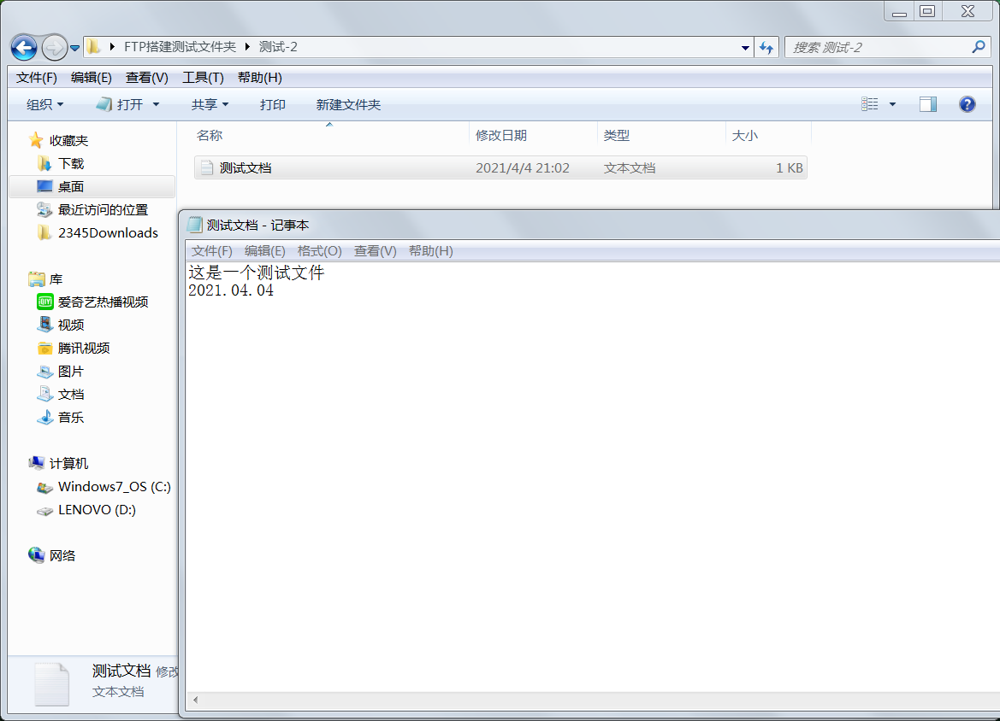 FTP搭建测试文件夹 测试-2
搜索 测试-2
文件(F) 编辑(E) 查看(V) 工具(T) 帮助(H)
组织 打开 共享 打印 新建文件夹
名称 修改日期 类型 大小
测试文档 2021/4/4 21:02 文本文档 1 KB
收藏夹
下载
桌面
最近访问的位置
2345Downloads
库
爱奇艺热播视频
视频
腾讯视频
图片
文档
音乐
计算机
Windows7_OS (C:)
LENOVO (D:)
网络
测试文档 - 记事本
文件(F) 编辑(E) 格式(O) 查看(V) 帮助(H)
这是一个测试文件
2021.04.04
测试文档 修改
文本文档